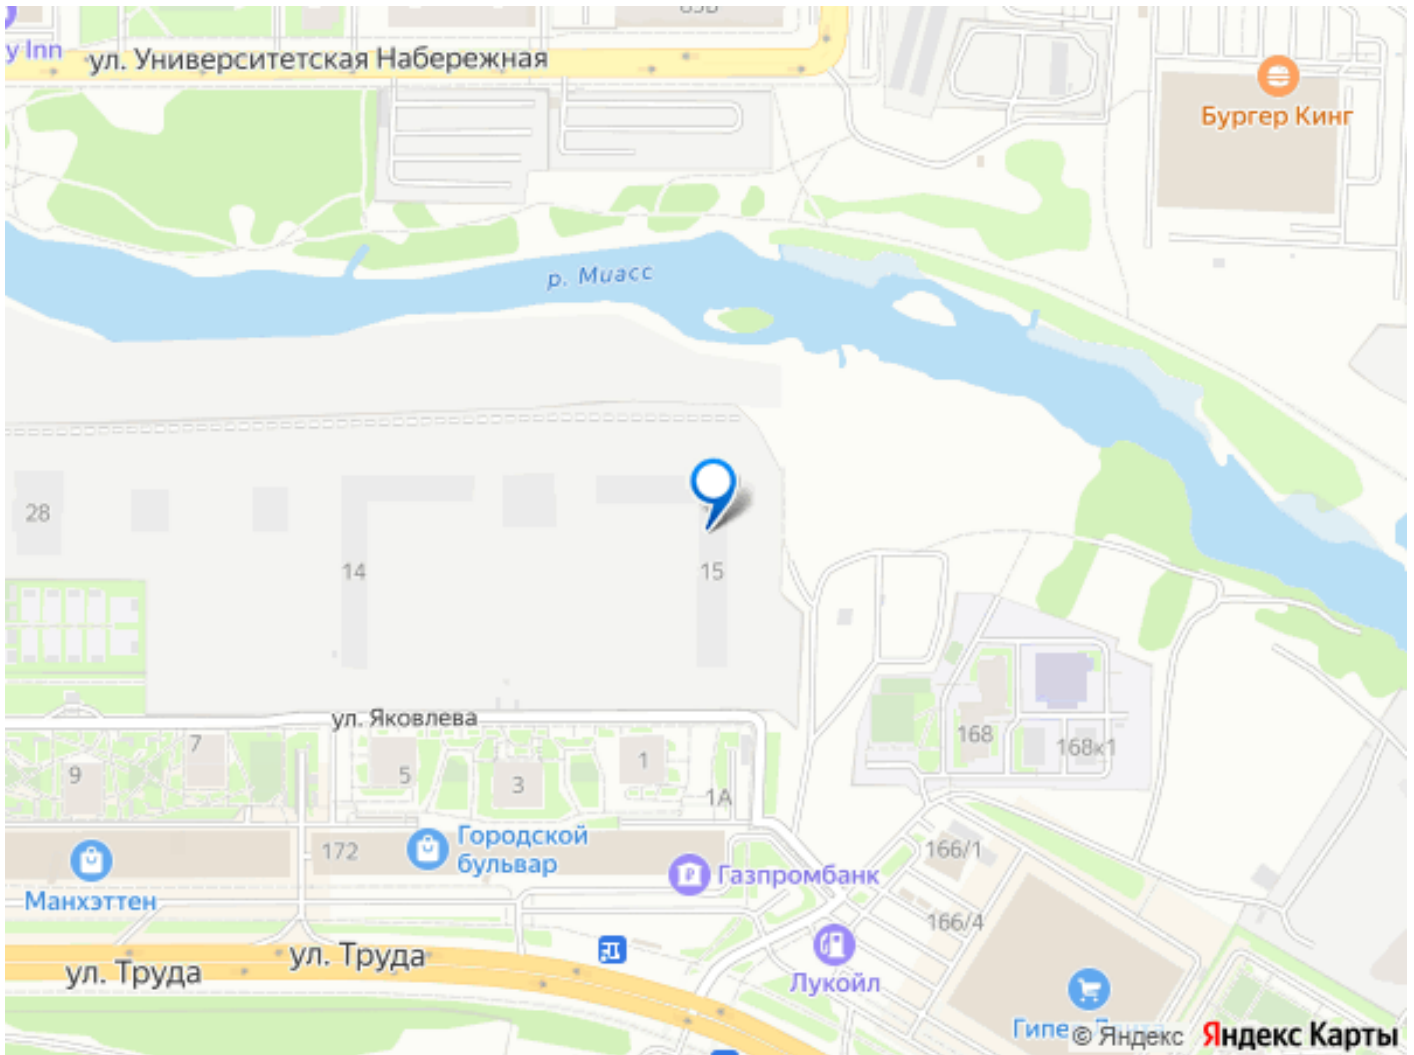 y Inn
ул. Университетская Набережная
Бургер Кинг
р. Миасс
28
14
15
ул. Яковлева
7
9
5
3
1
1А
168
168к1
172
Городской
бульвар
Манхэттен
Газпромбанк
166/1
166/4
Лукойл
ул. Труда
ул. Труда
© Яндекс
Яндекс Карты